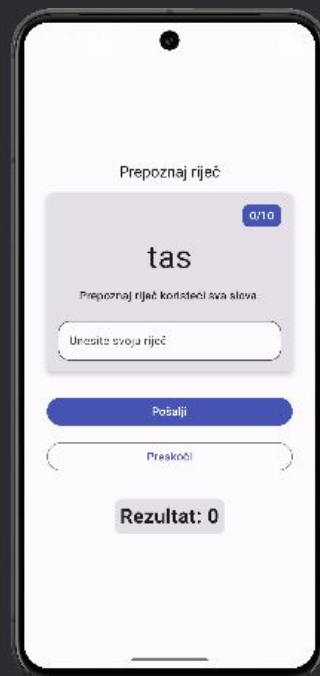 Prepoznaj riječ
0/10
tas
Prepoznaj riječ koristeći sva slova
Unesite svoju riječ
Pošalji
Preskoči
Rezultat: 0